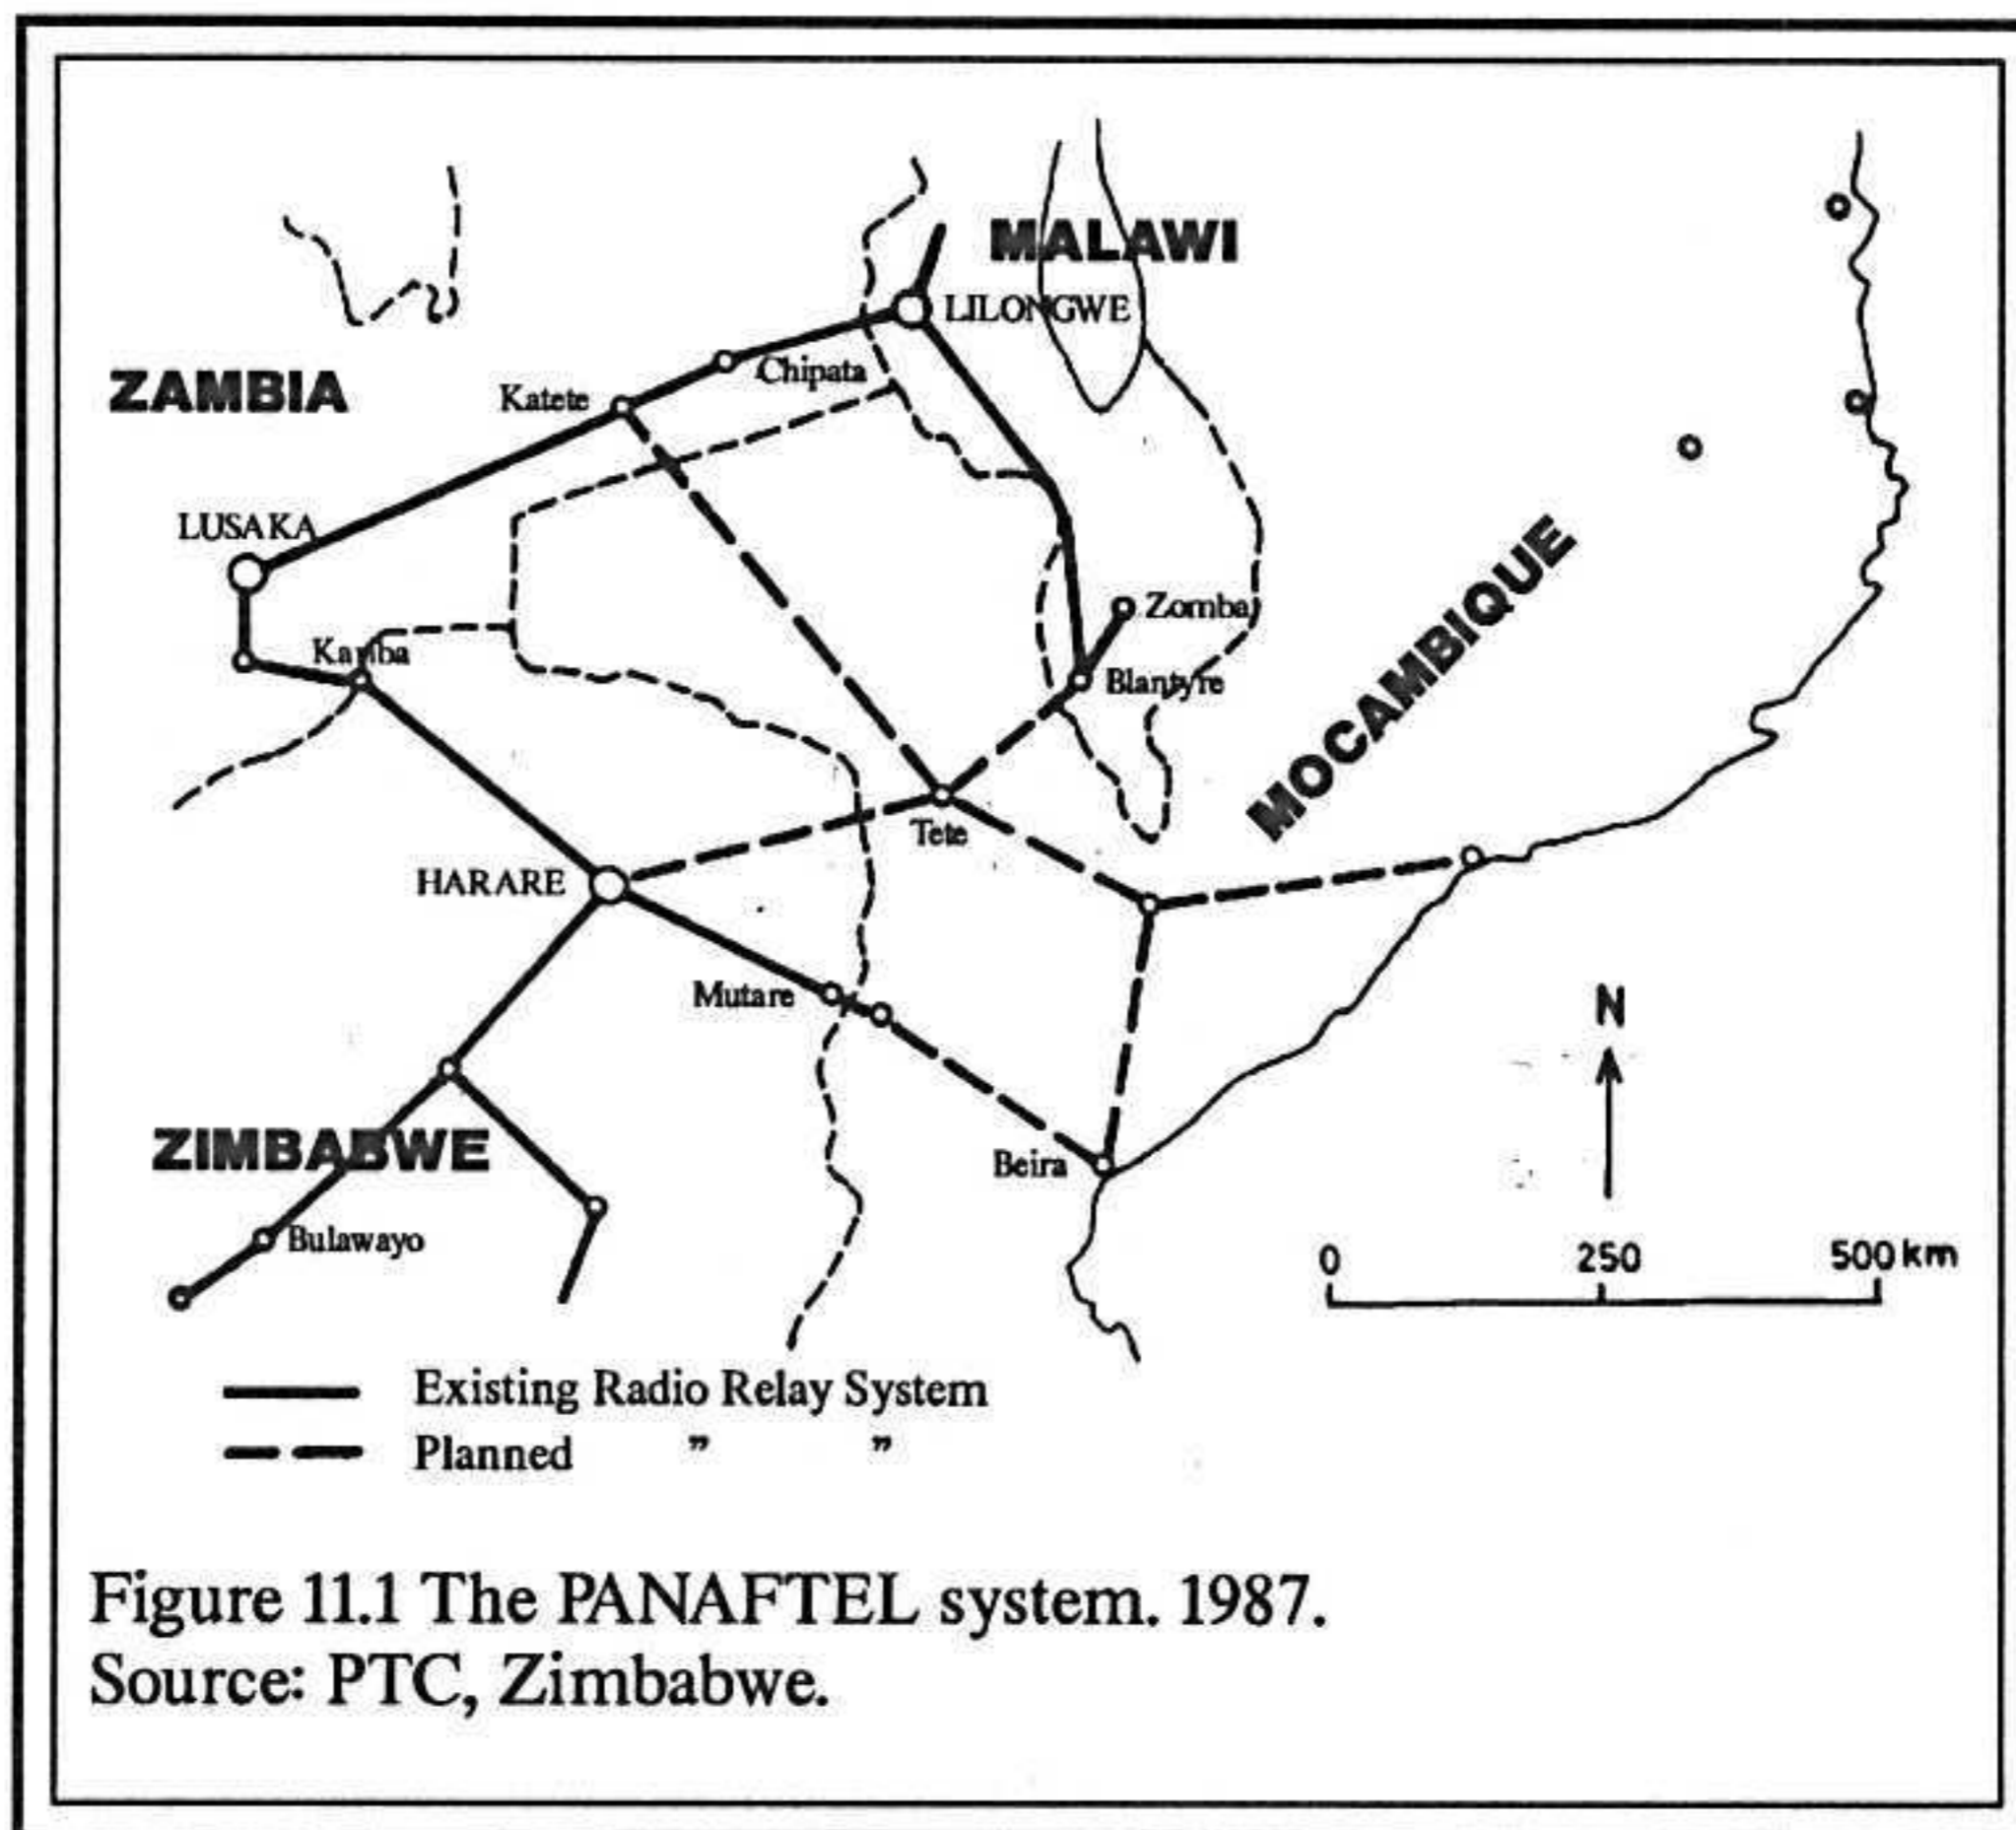 MALAWI
LILONGWE
Chipata
ZAMBIA
Katete
LUSAKA
Kariba
Zomba
Blantyre
MOCAMBIQUE
Tete
HARARE
Mutare
N
Beira
ZIMBABWE
Bulawayo
0 250 500 km
Existing Radio Relay System
Planned " "
Figure 11.1 The PANAFTEL system. 1987.
Source: PTC, Zimbabwe.